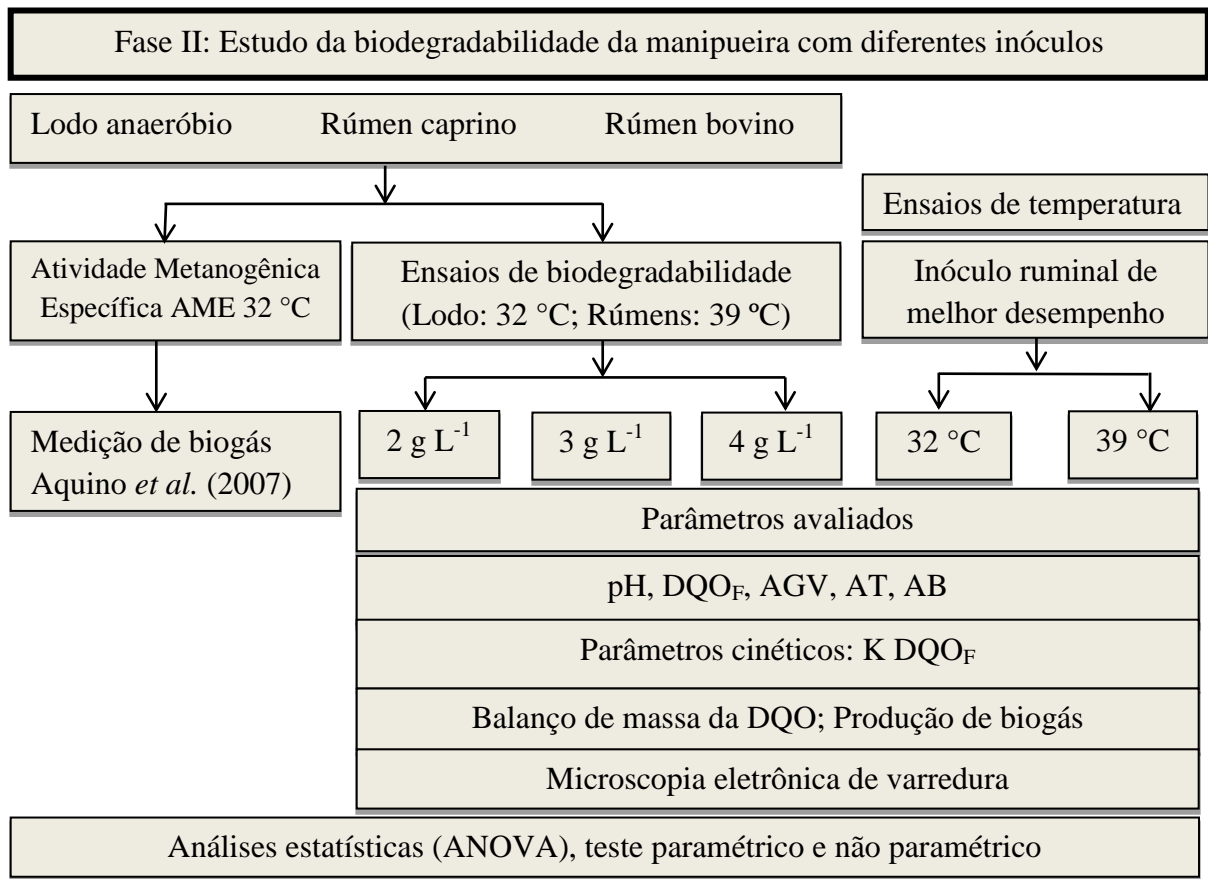 Fase II: Estudo da biodegradabilidade da manipueira com diferentes inóculos
Lodo anaeróbio Rúmen caprino Rúmen bovino
Ensaios de temperatura
Atividade Metanogênica
Específica AME 32 °C
Ensaios de biodegradabilidade
(Lodo: 32 °C; Rúmens: 39 ºC)
Inóculo ruminal de
melhor desempenho
Medição de biogás
Aquino et al. (2007)
2 g L⁻¹
3 g L⁻¹
4 g L⁻¹
32 °C
39 °C
Parâmetros avaliados
pH, DQO_F, AGV, AT, AB
Parâmetros cinéticos: K DQO_F
Balanço de massa da DQO; Produção de biogás
Microscopia eletrônica de varredura
Análises estatísticas (ANOVA), teste paramétrico e não paramétrico